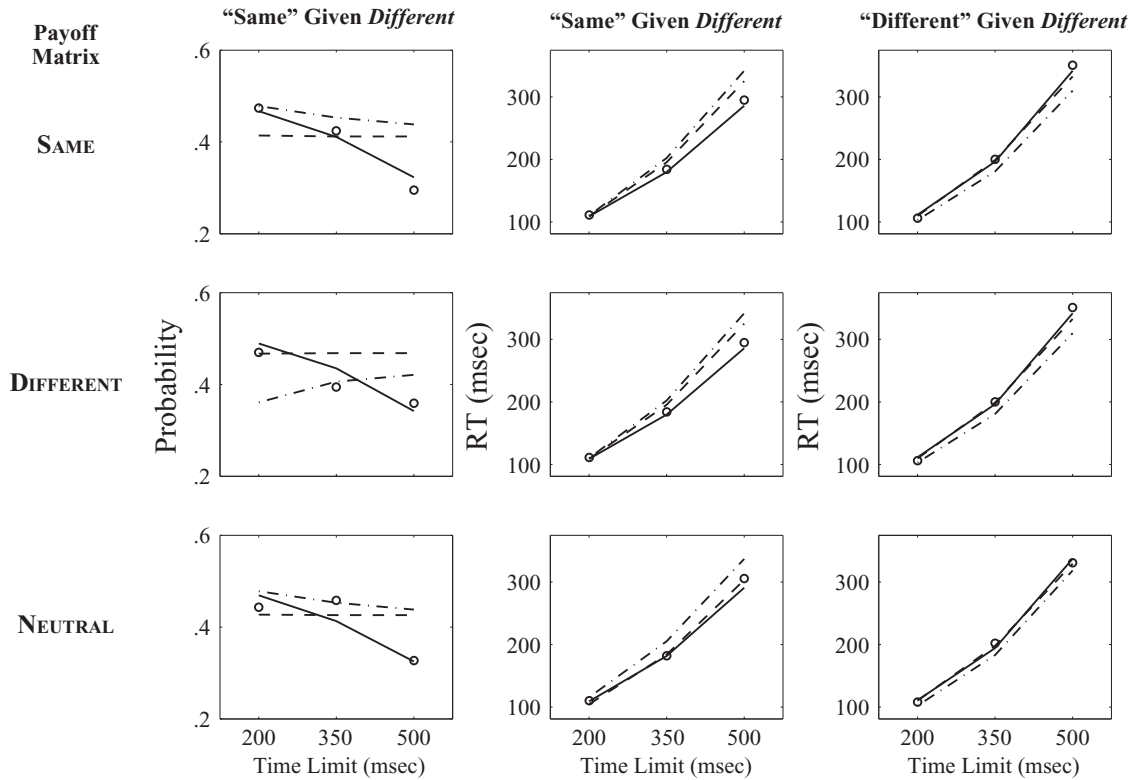 “Same” Given Different
“Same” Given Different
“Different” Given Different
Payoff
Matrix
SAME
.6
.4
.2
300
200
100
300
200
100
DIFFERENT
Probability
.6
.4
.2
RT (msec)
300
200
100
RT (msec)
300
200
100
NEUTRAL
.6
.4
.2
300
200
100
300
200
100
200 350 500
200 350 500
200 350 500
Time Limit (msec)
Time Limit (msec)
Time Limit (msec)